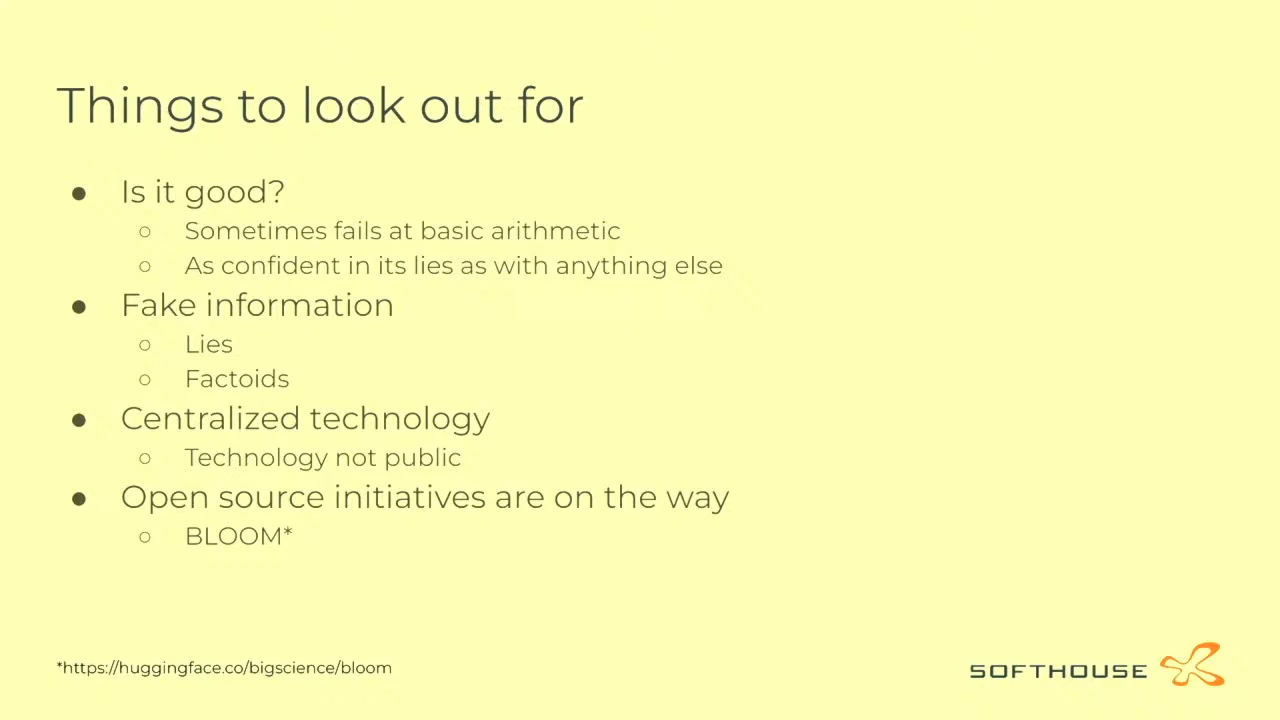 Things to look out for
● Is it good?
○ Sometimes fails at basic arithmetic
○ As confident in its lies as with anything else
● Fake information
○ Lies
○ Factoids
● Centralized technology
○ Technology not public
● Open source initiatives are on the way
○ BLOOM*
*https://huggingface.co/bigscience/bloom
SOFTHOUSE